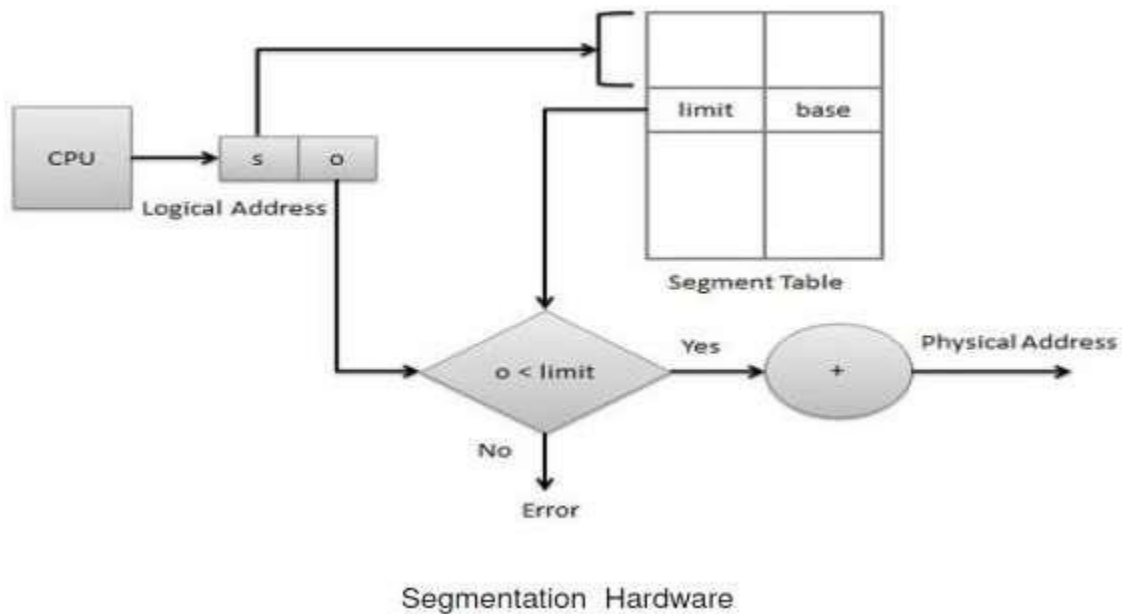 limit base
CPU
s o
Logical Address
Segment Table
o < limit
Yes
+
Physical Address
No
Error
Segmentation Hardware